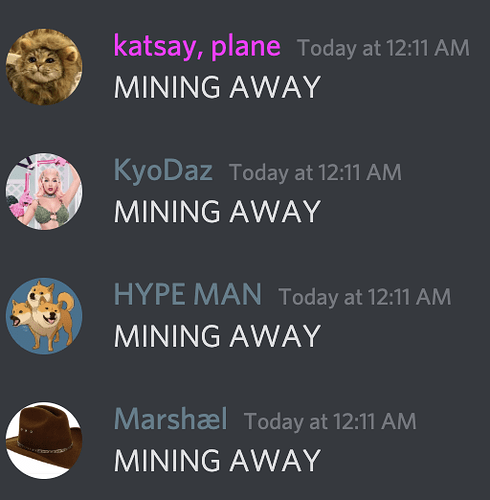 katsay, plane Today at 12:11 AM
MINING AWAY
KyoDaz Today at 12:11 AM
MINING AWAY
HYPE MAN Today at 12:11 AM
MINING AWAY
Marshæl Today at 12:11 AM
MINING AWAY